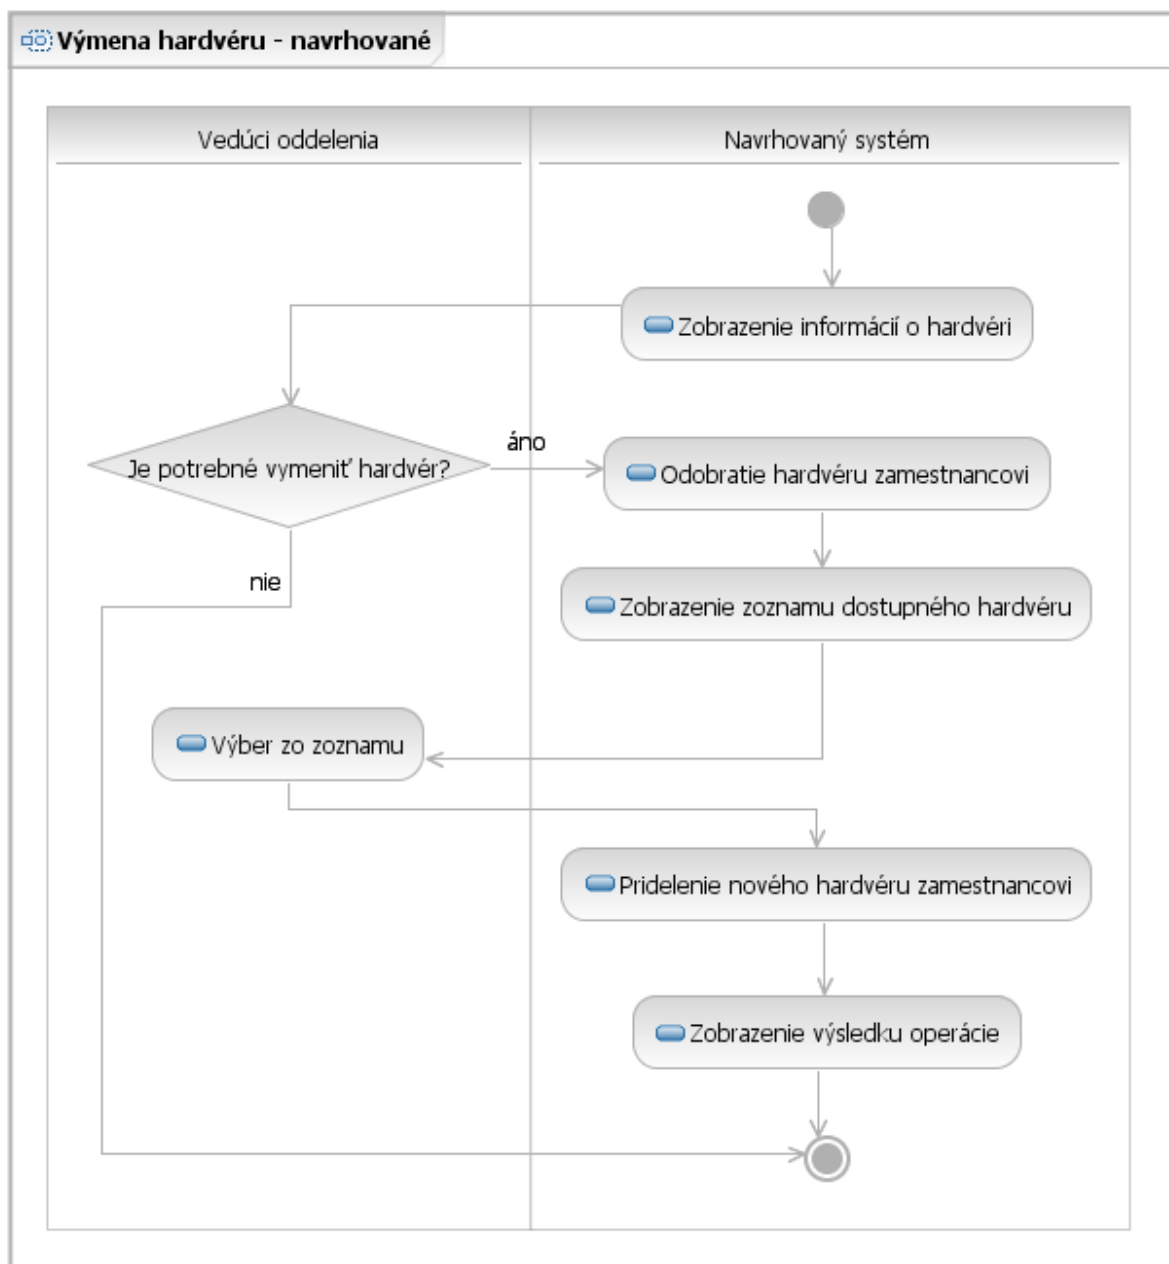 Výmena hardvéru - navrhované
Vedúci oddelenia
Navrhovaný systém
Zobrazenie informácií o hardvéri
Je potrebné vymeniť hardvér?
áno
Odobratie hardvéru zamestnancovi
nie
Zobrazenie zoznamu dostupného hardvéru
Výber zo zoznamu
Pridelenie nového hardvéru zamestnancovi
Zobrazenie výsledku operácie